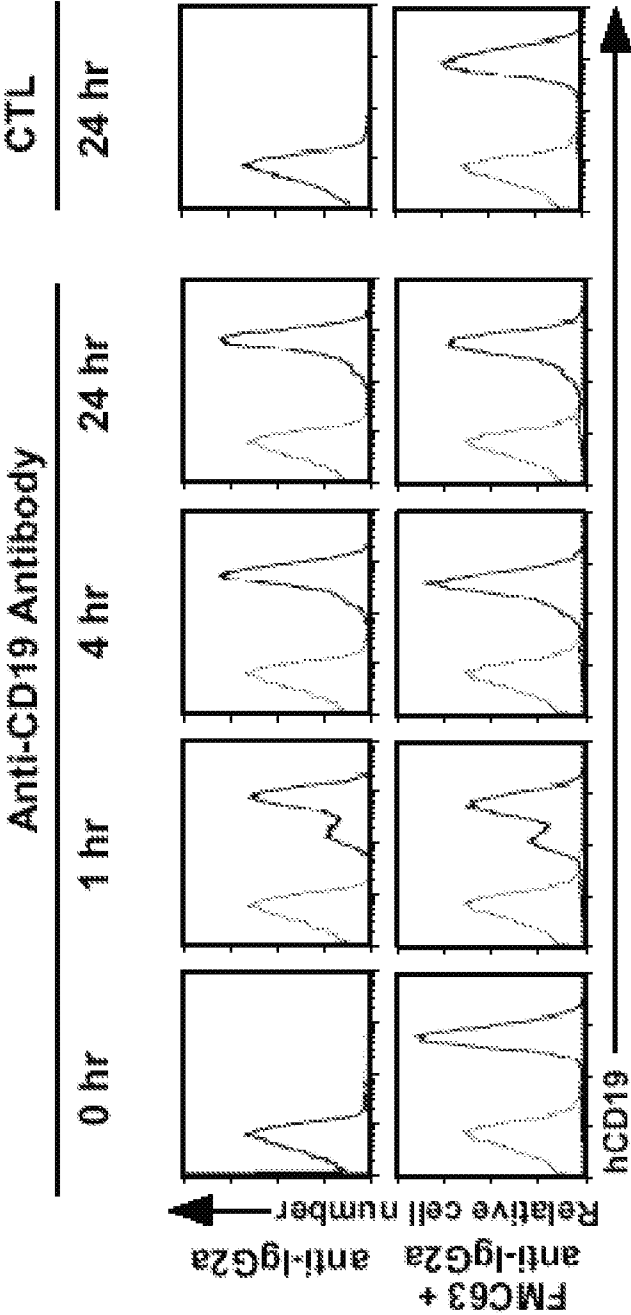 Anti-CD19 Antibody
CTL
0 hr
1 hr
4 hr
24 hr
24 hr
anti-IgG2a
FMC63 +
anti-IgG2a
Relative cell number
hCD19